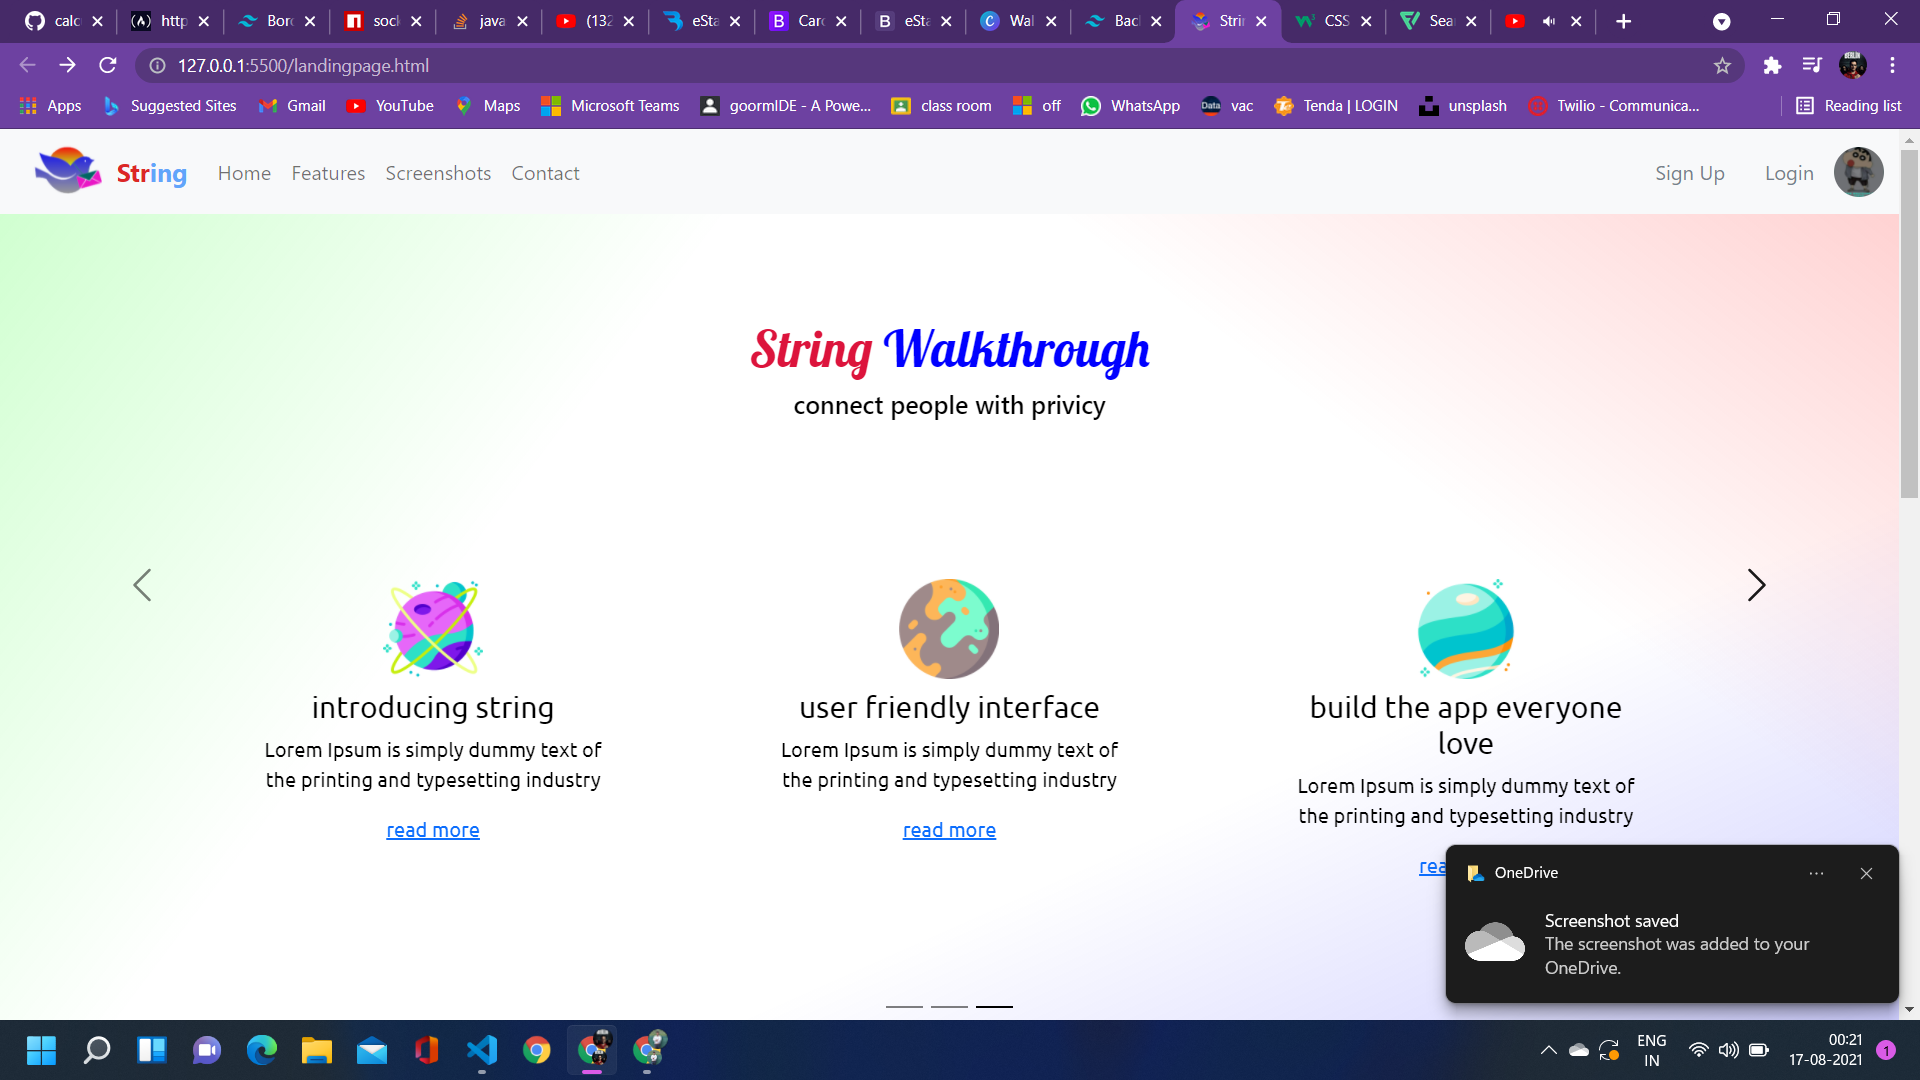 calc
http
Bor
sock
java
(132
eSta
Caro
eSta
Wal
Bac
Strin
CSS
Sea
127.0.0.1:5500/landingpage.html
Apps
Suggested Sites
Gmail
YouTube
Maps
Microsoft Teams
goormIDE - A Powe...
class room
off
WhatsApp
Data
vac
Tenda | LOGIN
unsplash
Twilio - Communica...
Reading list
String
Home
Features
Screenshots
Contact
Sign Up
Login
String Walkthrough
connect people with privicy
introducing string
Lorem Ipsum is simply dummy text of
the printing and typesetting industry
read more
user friendly interface
Lorem Ipsum is simply dummy text of
the printing and typesetting industry
read more
build the app everyone
love
Lorem Ipsum is simply dummy text of
the printing and typesetting industry
rea
OneDrive
Screenshot saved
The screenshot was added to your
OneDrive.
ENG
IN
00:21
17-08-2021
1